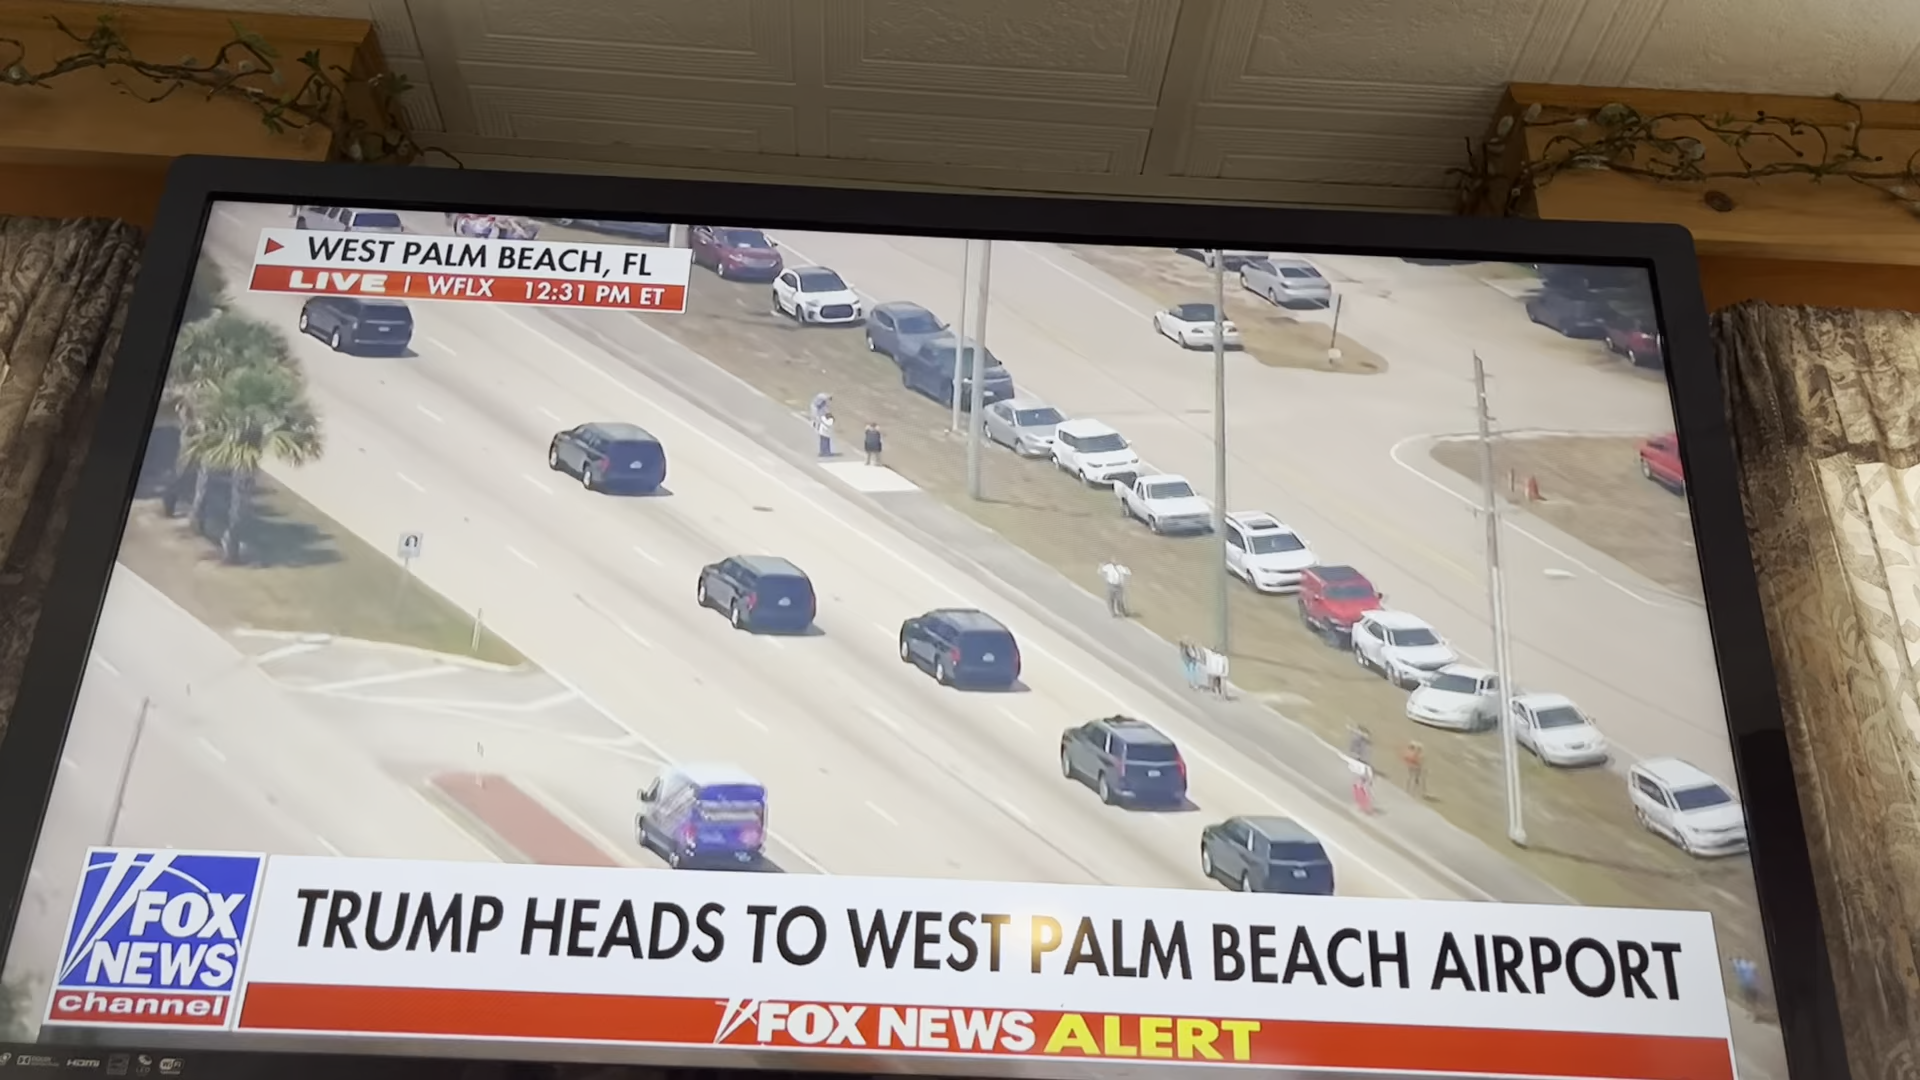 WEST PALM BEACH, FL
LIVE | WFLX 12:31 PM ET
FOX
NEWS
channel
TRUMP HEADS TO WEST PALM BEACH AIRPORT
FOX NEWS ALERT
HDMI